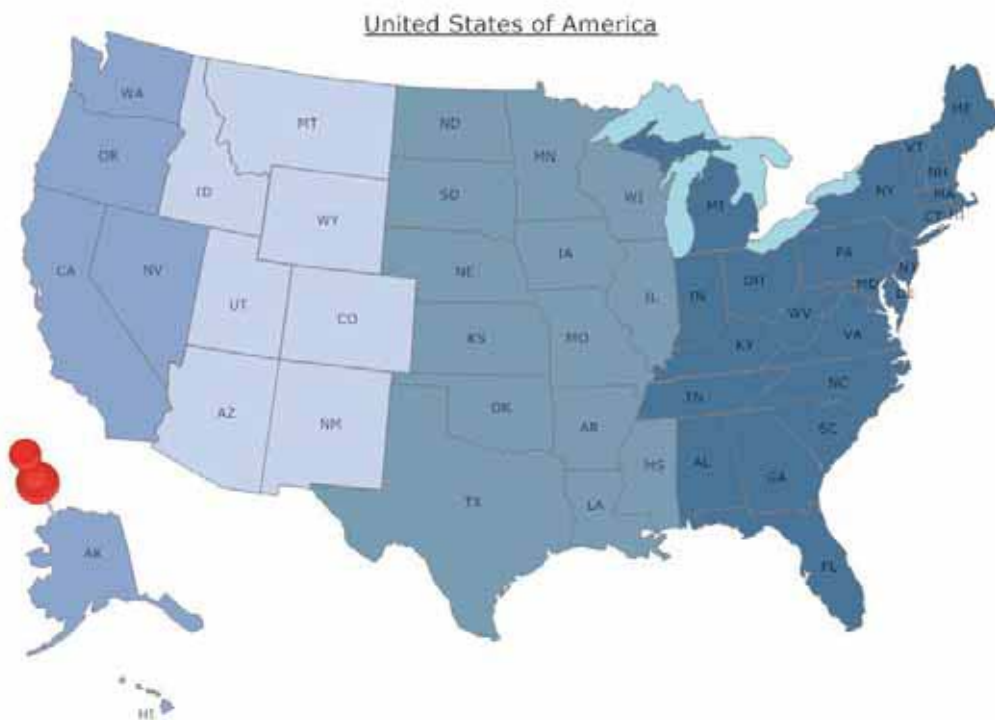 United States of America
WA
MT
ND
MN
ME
OR
ID
SD
WI
MI
VT
NH
NY
MA
CT
RI
WY
CA
NV
UT
CO
NE
IA
IL
IN
OH
PA
NJ
MD
DE
WV
VA
KS
MO
KY
AZ
NM
OK
AR
TN
NC
SC
TX
LA
MS
AL
GA
FL
AK
HI